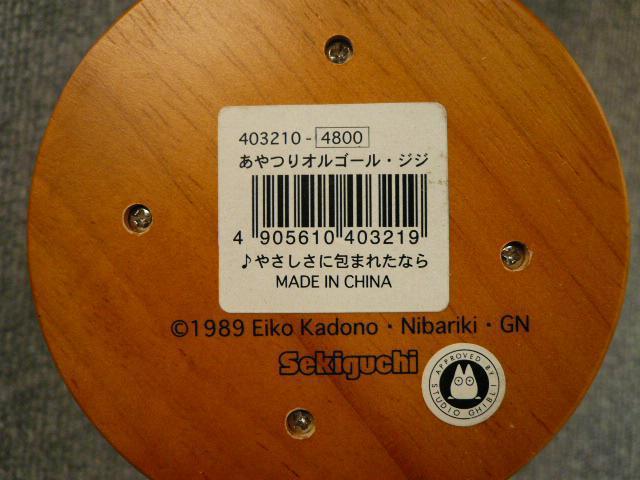 403210 - 4800
あやつりオルゴール・ジジ
4 905610 403219
♪やさしさに包まれたなら
MADE IN CHINA
©1989 Eiko Kadono・Nibariki・GN
Sekiguchi
APPROVED BY
STUDIO GHIBLI